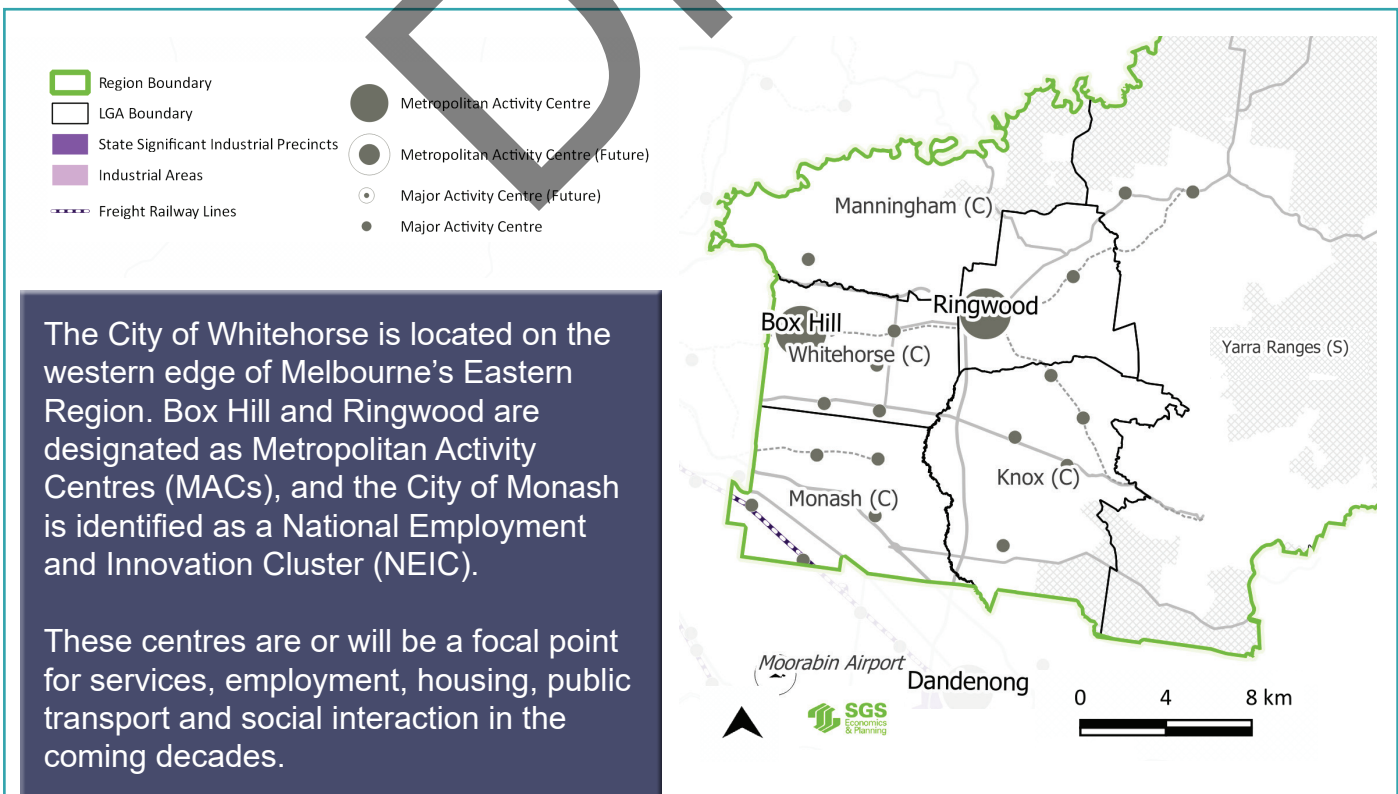 Region Boundary
LGA Boundary
State Significant Industrial Precincts
Industrial Areas
Freight Railway Lines
Metropolitan Activity Centre
Metropolitan Activity Centre (Future)
Major Activity Centre (Future)
Major Activity Centre
The City of Whitehorse is located on the
western edge of Melbourne’s Eastern
Region. Box Hill and Ringwood are
designated as Metropolitan Activity
Centres (MACs), and the City of Monash
is identified as a National Employment
and Innovation Cluster (NEIC).
These centres are or will be a focal point
for services, employment, housing, public
transport and social interaction in the
coming decades.
Manningham (C)
Ringwood
Box Hill
Whitehorse (C)
Yarra Ranges (S)
Knox (C)
Monash (C)
Moorabin Airport
Dandenong
0 4 8 km
SGS
Economics
& Planning